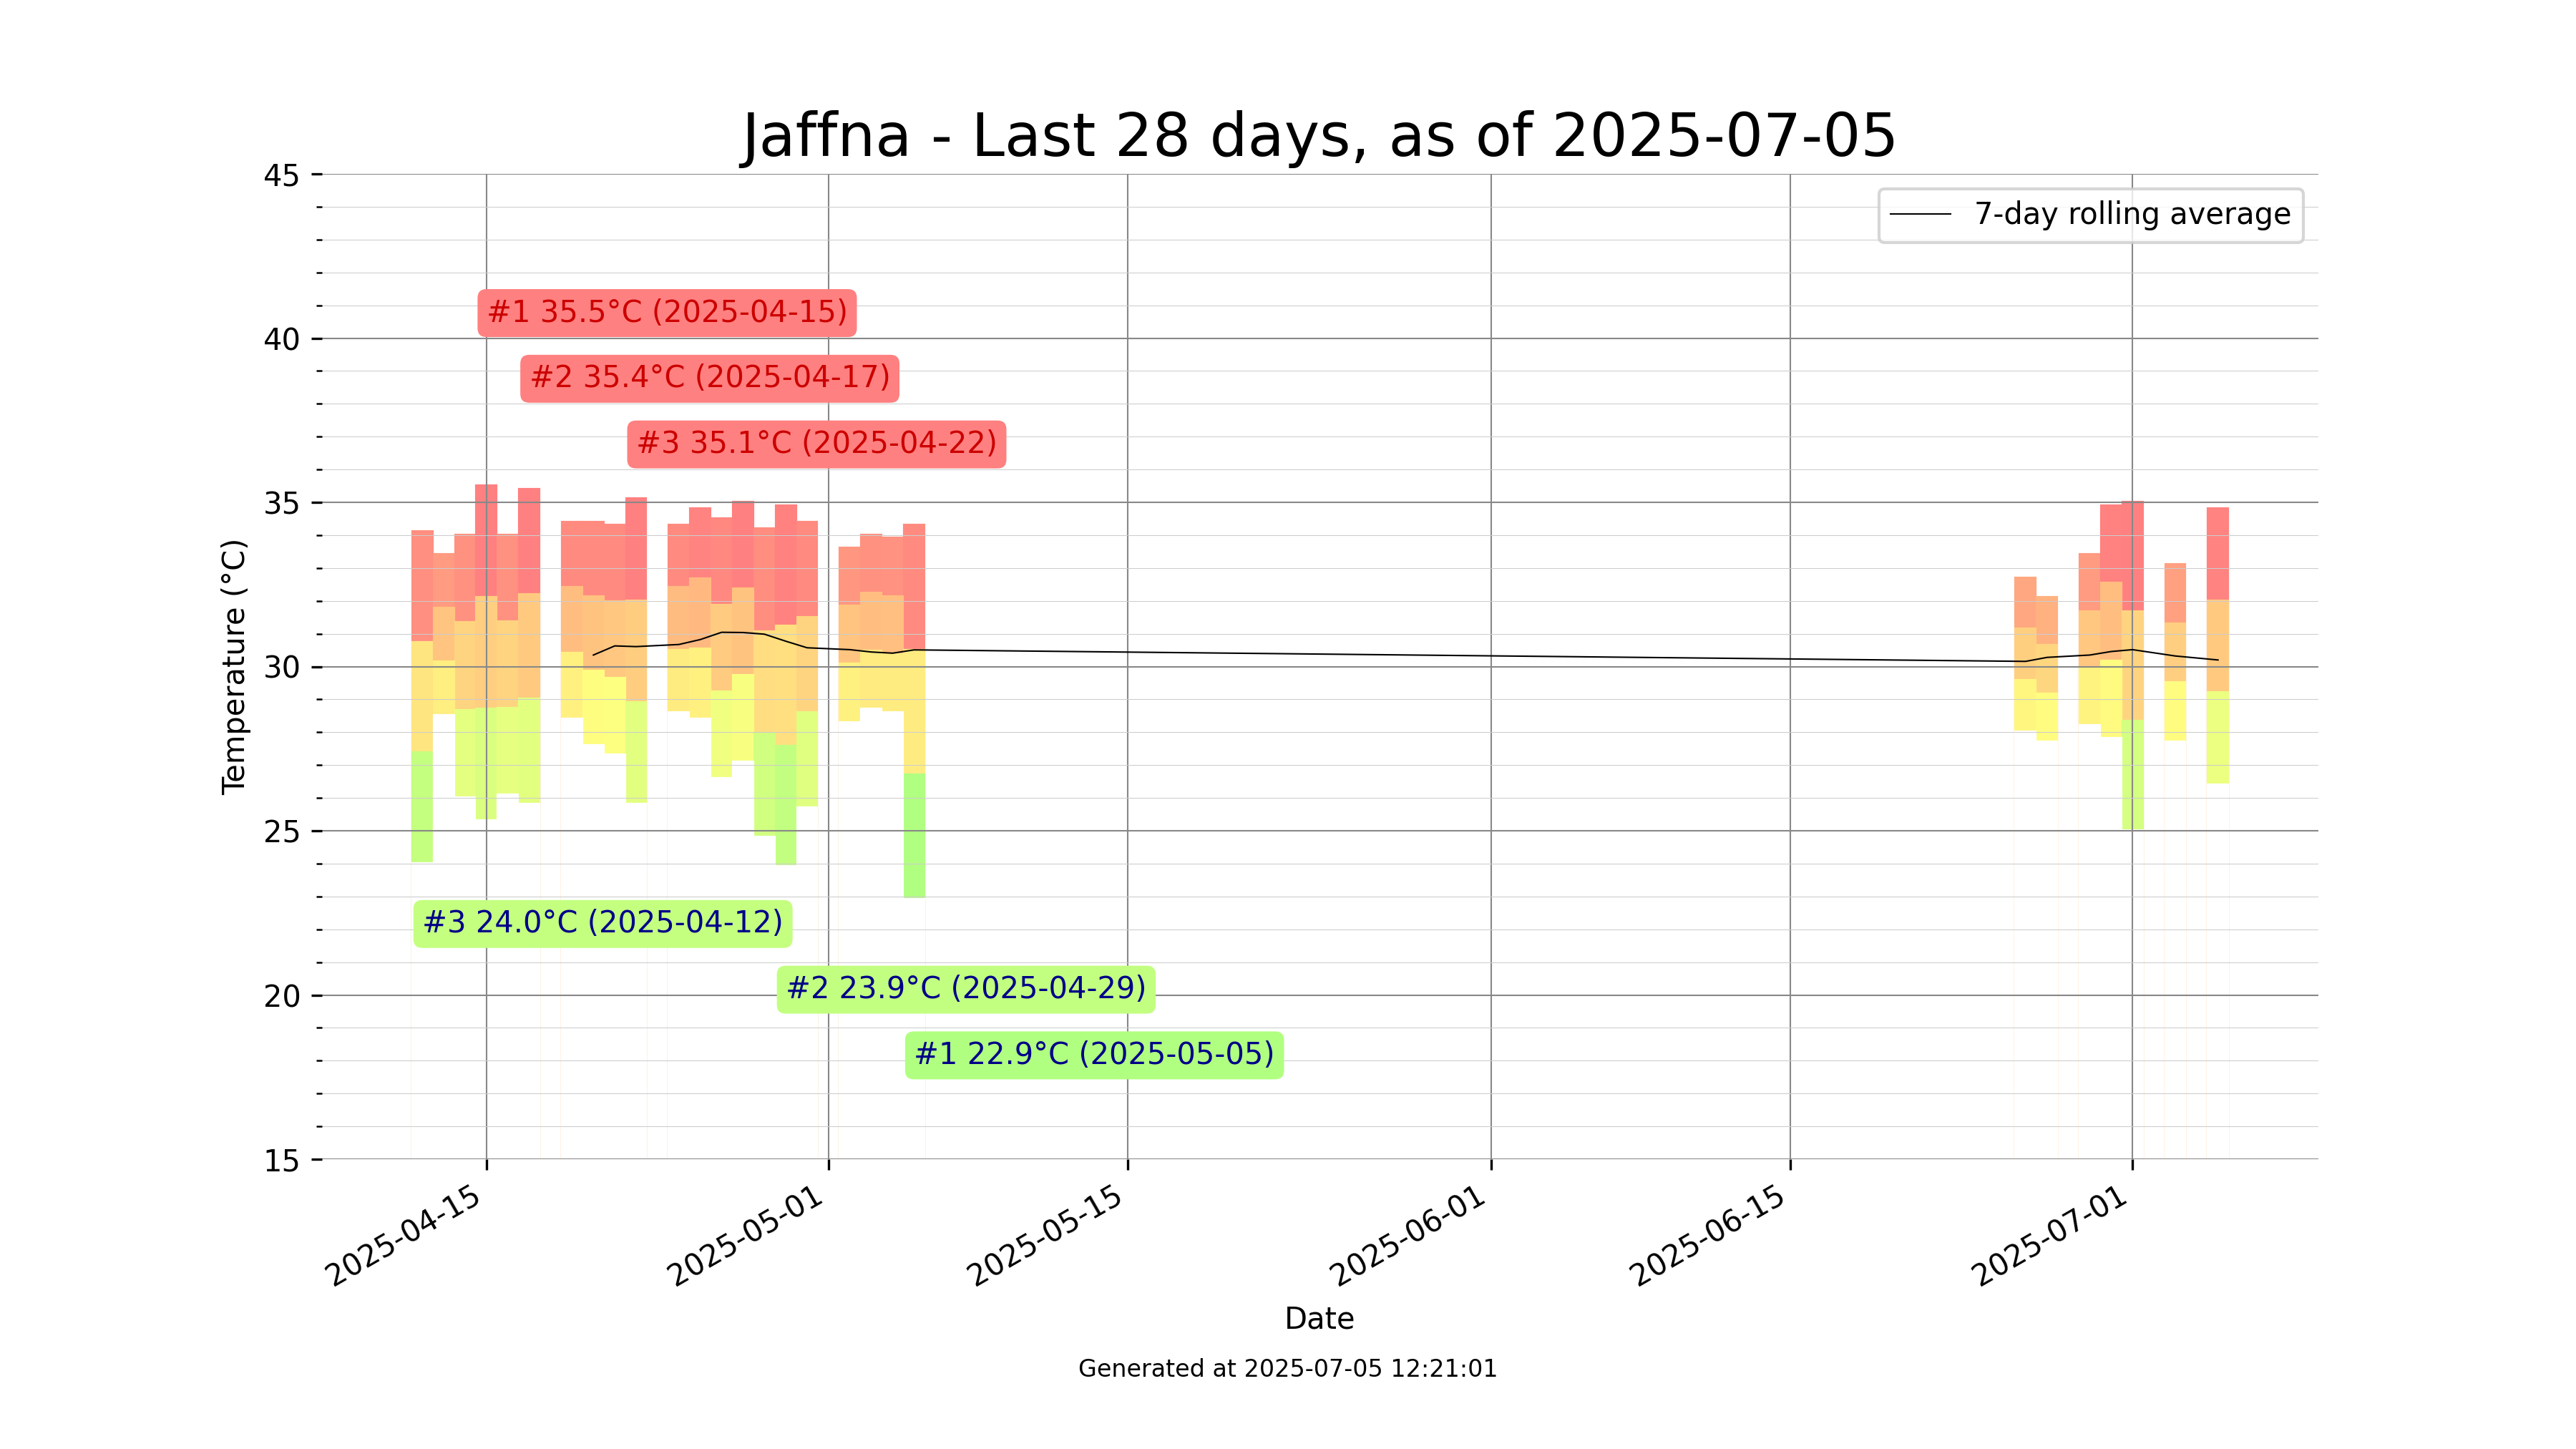 Jaffna - Last 28 days, as of 2025-07-05
7-day rolling average
45
40
35
30
25
20
15
Temperature (°C)
#1 35.5°C (2025-04-15)
#2 35.4°C (2025-04-17)
#3 35.1°C (2025-04-22)
#3 24.0°C (2025-04-12)
#2 23.9°C (2025-04-29)
#1 22.9°C (2025-05-05)
2025-04-15
2025-05-01
2025-05-15
2025-06-01
2025-06-15
2025-07-01
Date
Generated at 2025-07-05 12:21:01